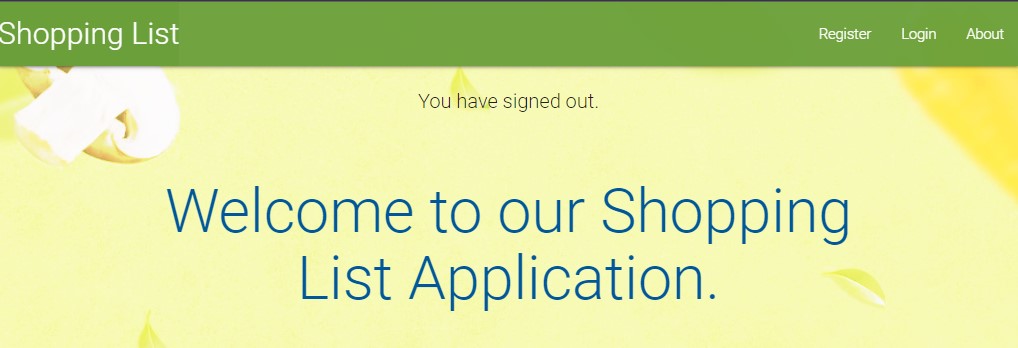 Shopping List
Register Login About
You have signed out.
Welcome to our Shopping
List Application.